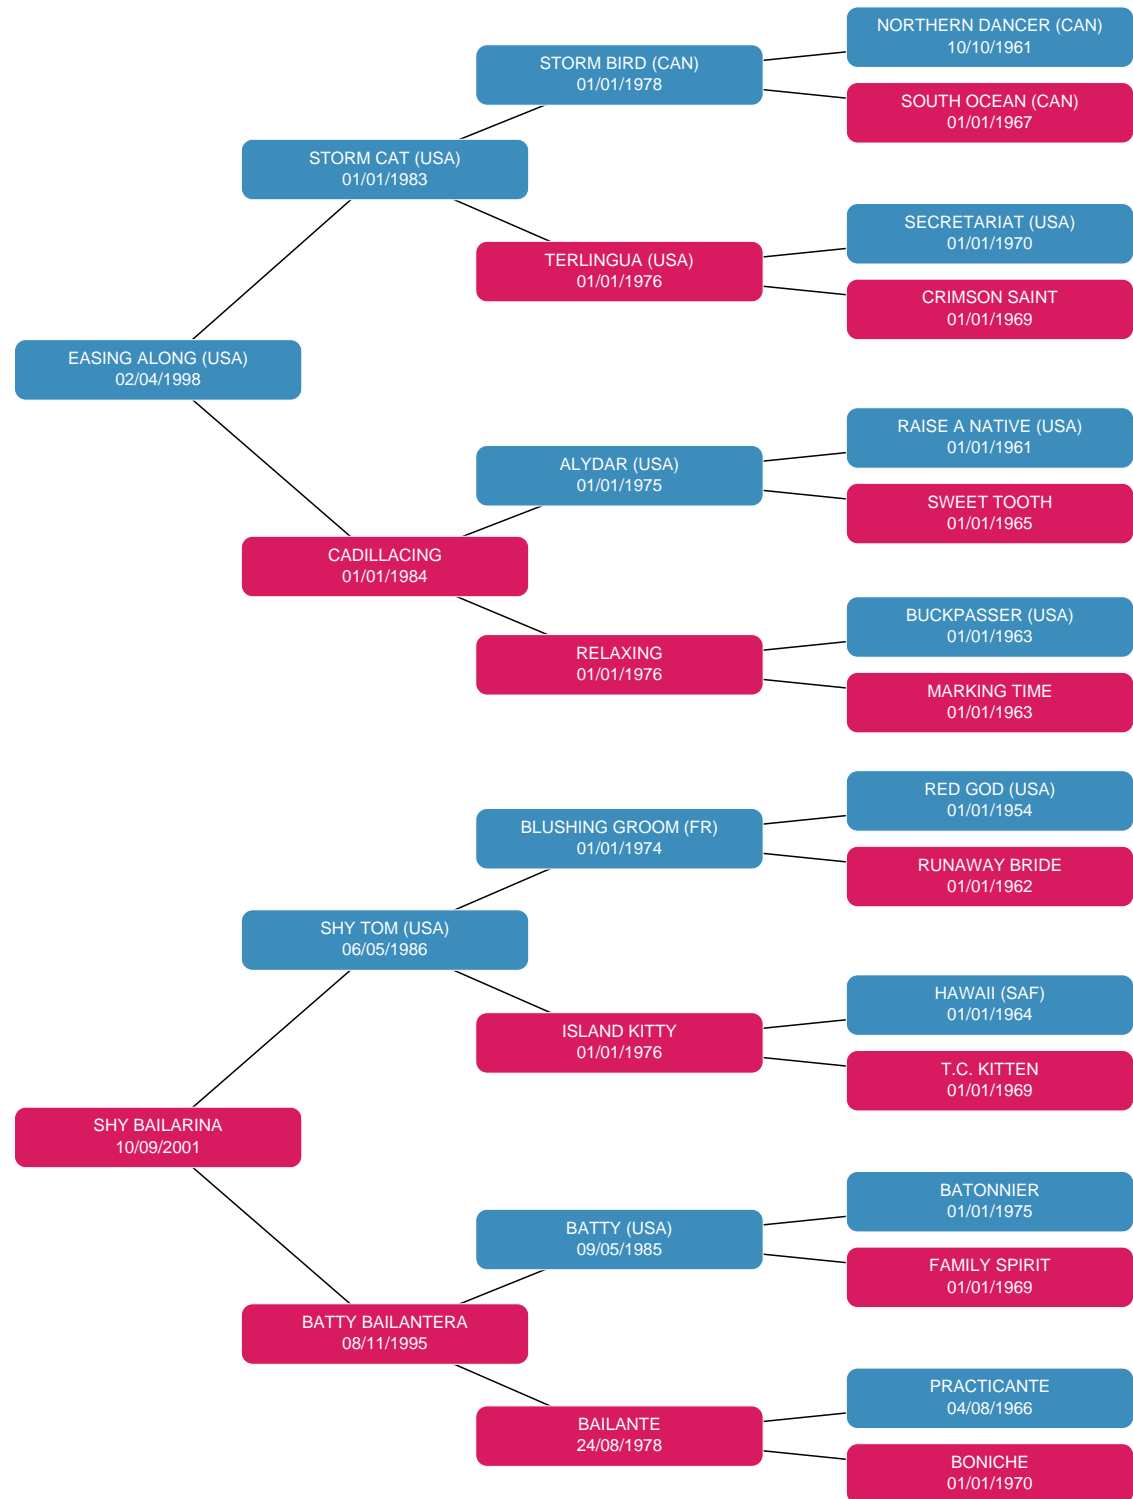 NORTHERN DANCER (CAN)
10/10/1961
STORM BIRD (CAN)
01/01/1978
SOUTH OCEAN (CAN)
01/01/1967
STORM CAT (USA)
01/01/1983
SECRETARIAT (USA)
01/01/1970
TERLINGUA (USA)
01/01/1976
CRIMSON SAINT
01/01/1969
EASING ALONG (USA)
02/04/1998
RAISE A NATIVE (USA)
01/01/1961
ALYDAR (USA)
01/01/1975
SWEET TOOTH
01/01/1965
CADILLACING
01/01/1984
BUCKPASSER (USA)
01/01/1963
RELAXING
01/01/1976
MARKING TIME
01/01/1963
RED GOD (USA)
01/01/1954
BLUSHING GROOM (FR)
01/01/1974
RUNAWAY BRIDE
01/01/1962
SHY TOM (USA)
06/05/1986
HAWAII (SAF)
01/01/1964
ISLAND KITTY
01/01/1976
T.C. KITTEN
01/01/1969
SHY BAILARINA
10/09/2001
BATONNIER
01/01/1975
BATTY (USA)
09/05/1985
FAMILY SPIRIT
01/01/1969
BATTY BAILANTERA
08/11/1995
PRACTICANTE
04/08/1966
BAILANTE
24/08/1978
BONICHE
01/01/1970